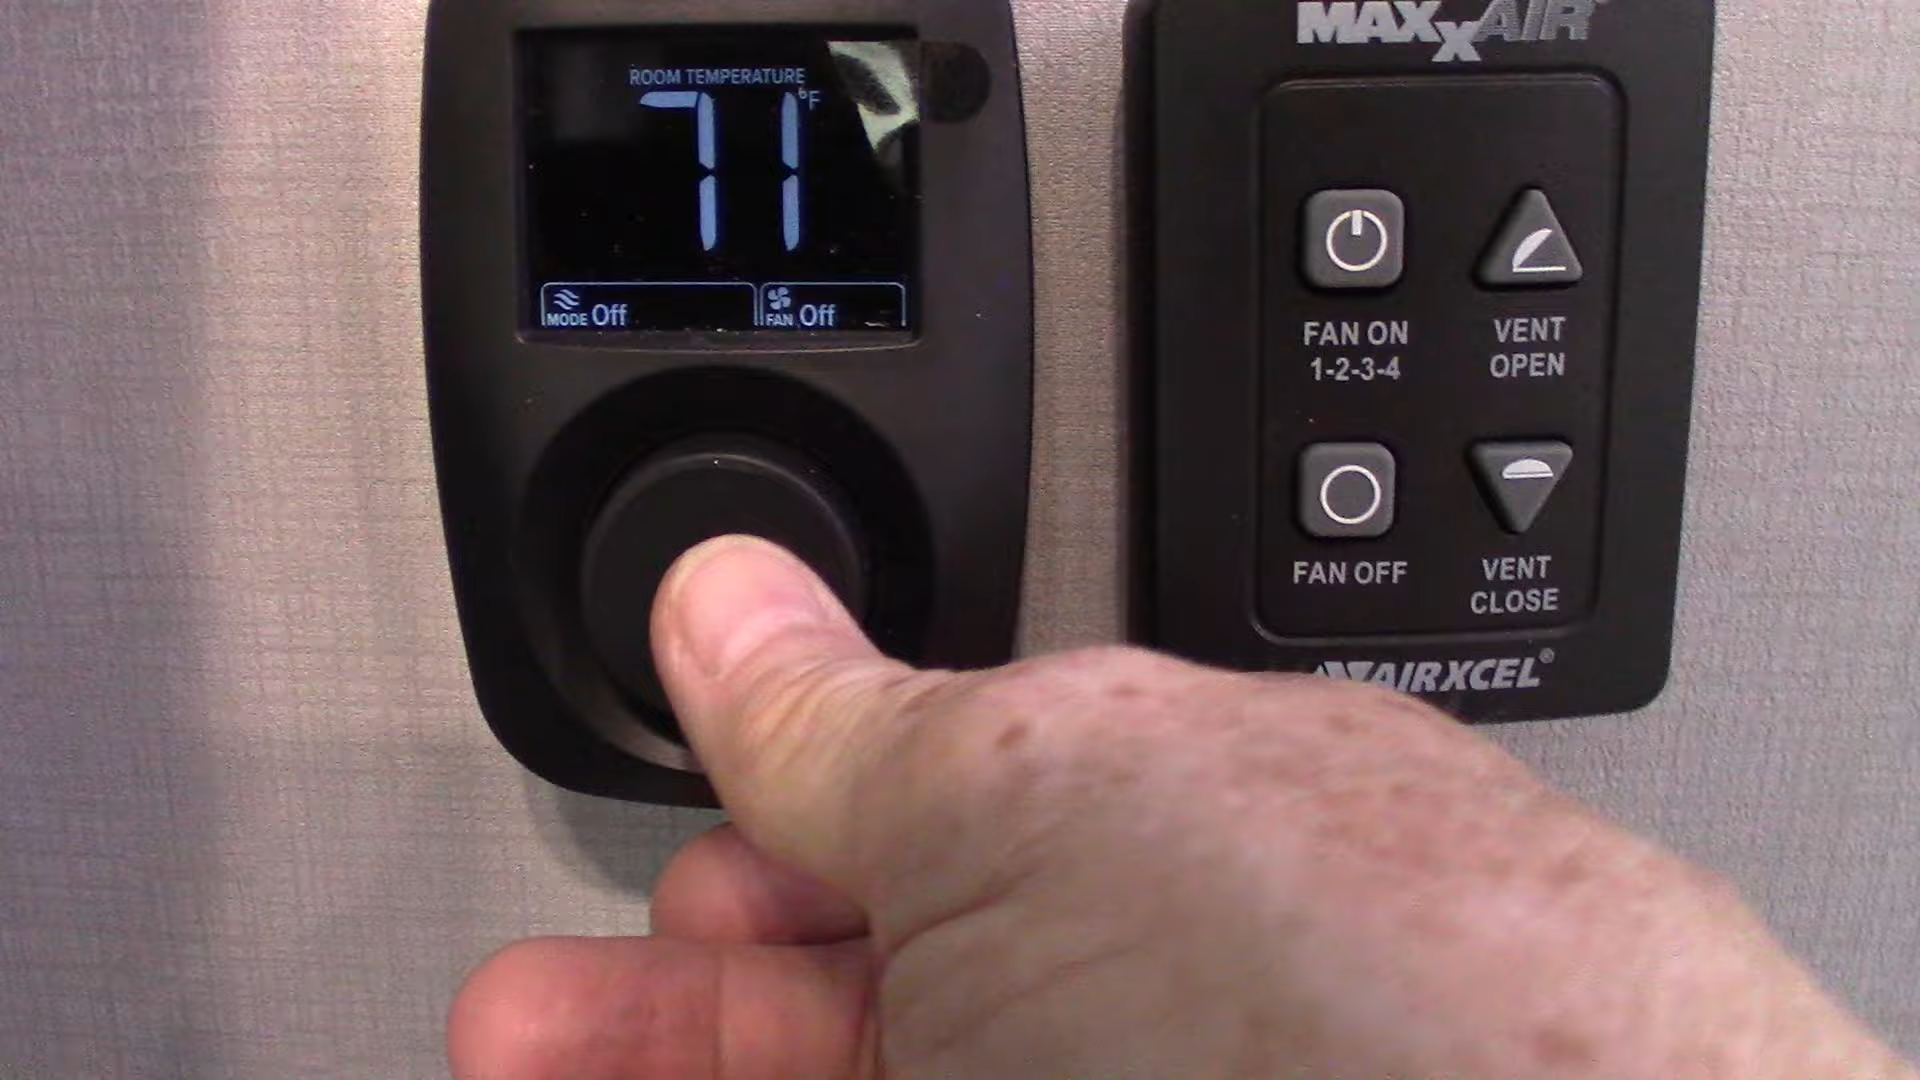 ROOM TEMPERATURE
71 °F
MODE Off
FAN Off
MAXXAIR
FAN ON
1-2-3-4
VENT
OPEN
FAN OFF
VENT
CLOSE
AIRXCEL®